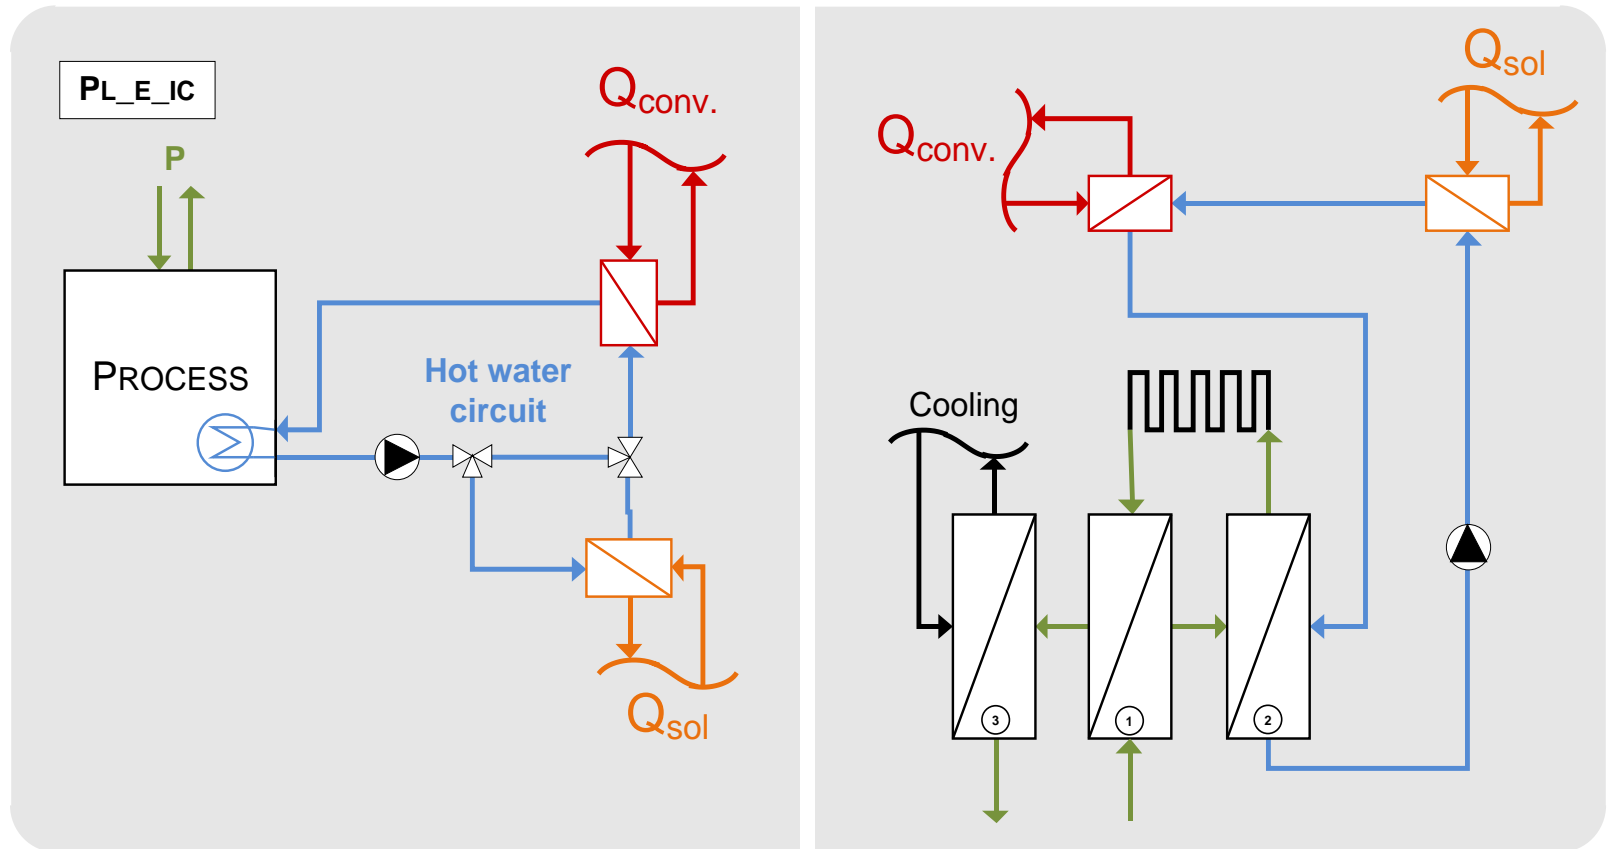 PL_E_IC
Qconv.
P
PROCESS
Hot water
circuit
Qsol
Qsol
Qconv.
Cooling
3
1
2